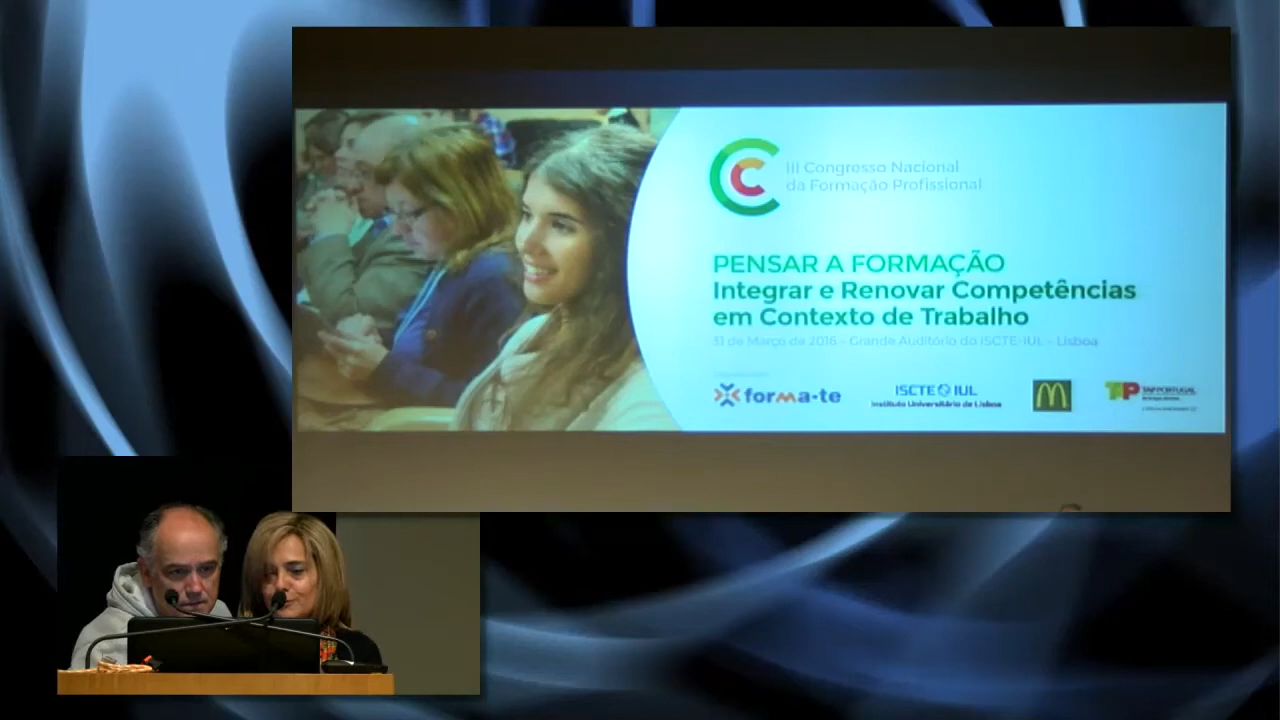 III Congresso Nacional
da Formação Profissional
PENSAR A FORMAÇÃO
Integrar e Renovar Competências
em Contexto de Trabalho
31 de Março de 2016 - Grande Auditório do ISCTE-IUL - Lisboa
forma-te
ISCTE IUL
Instituto Universitário de Lisboa
TAP PORTUGAL